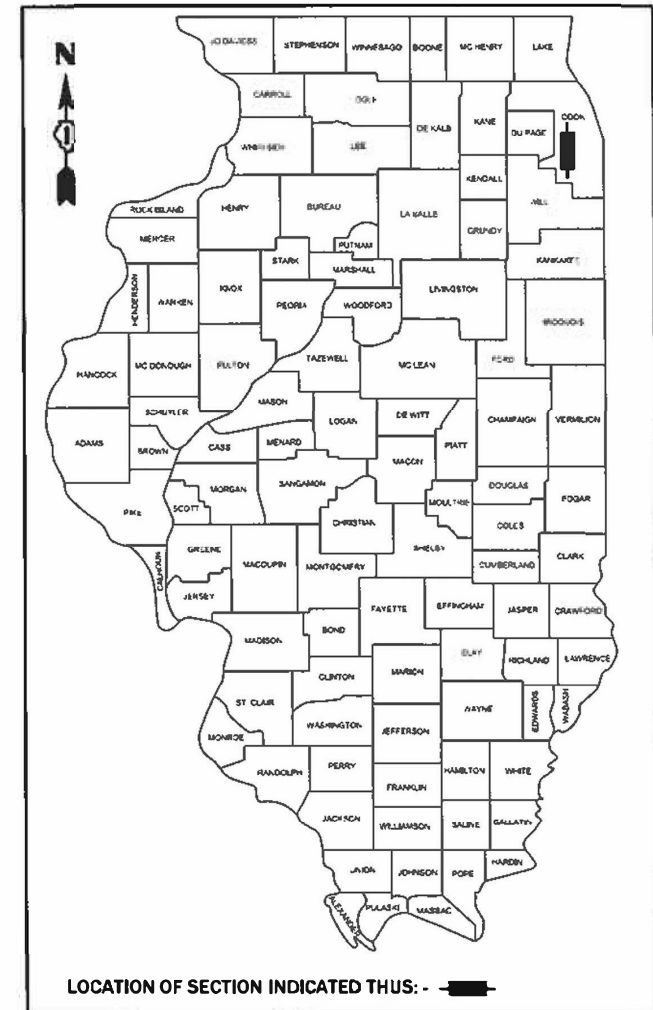 N
JO DAVIESS STEPHENSON WINNEBAGO BOONE MC HENRY LAKE
CARROLL OGLE DE KALB KANE COOK
DU PAGE
WHITESIDE LEE
KENDALL
ROCK ISLAND HENRY BUREAU LA SALLE WILL
MERCER PUTNAM GRUNDY
STARK MARSHALL KANKAKEE
HENDERSON WARREN KNOX PEORIA WOODFORD LIVINGSTON
IROQUOIS
HANCOCK MC DONOUGH FULTON TAZEWELL MC LEAN FORD
MASON
SCHUYLER LOGAN DE WITT CHAMPAIGN VERMILION
ADAMS BROWN CASS MENARD PIATT
MACON
MORGAN SANGAMON DOUGLAS EDGAR
PIKE SCOTT CHRISTIAN MOULTRIE
COLES
GREENE SHELBY
CALHOUN MACOUPIN MONTGOMERY CUMBERLAND CLARK
JERSEY
FAYETTE EFFINGHAM JASPER CRAWFORD
MADISON BOND
CLAY RICHLAND LAWRENCE
CLINTON MARION
ST. CLAIR WAYNE EDWARDS WABASH
WASHINGTON JEFFERSON
MONROE
RANDOLPH PERRY HAMILTON WHITE
FRANKLIN
JACKSON WILLIAMSON SALINE GALLATIN
UNION JOHNSON POPE HARDIN
ALEXANDER PULASKI MASSAC
LOCATION OF SECTION INDICATED THUS: -